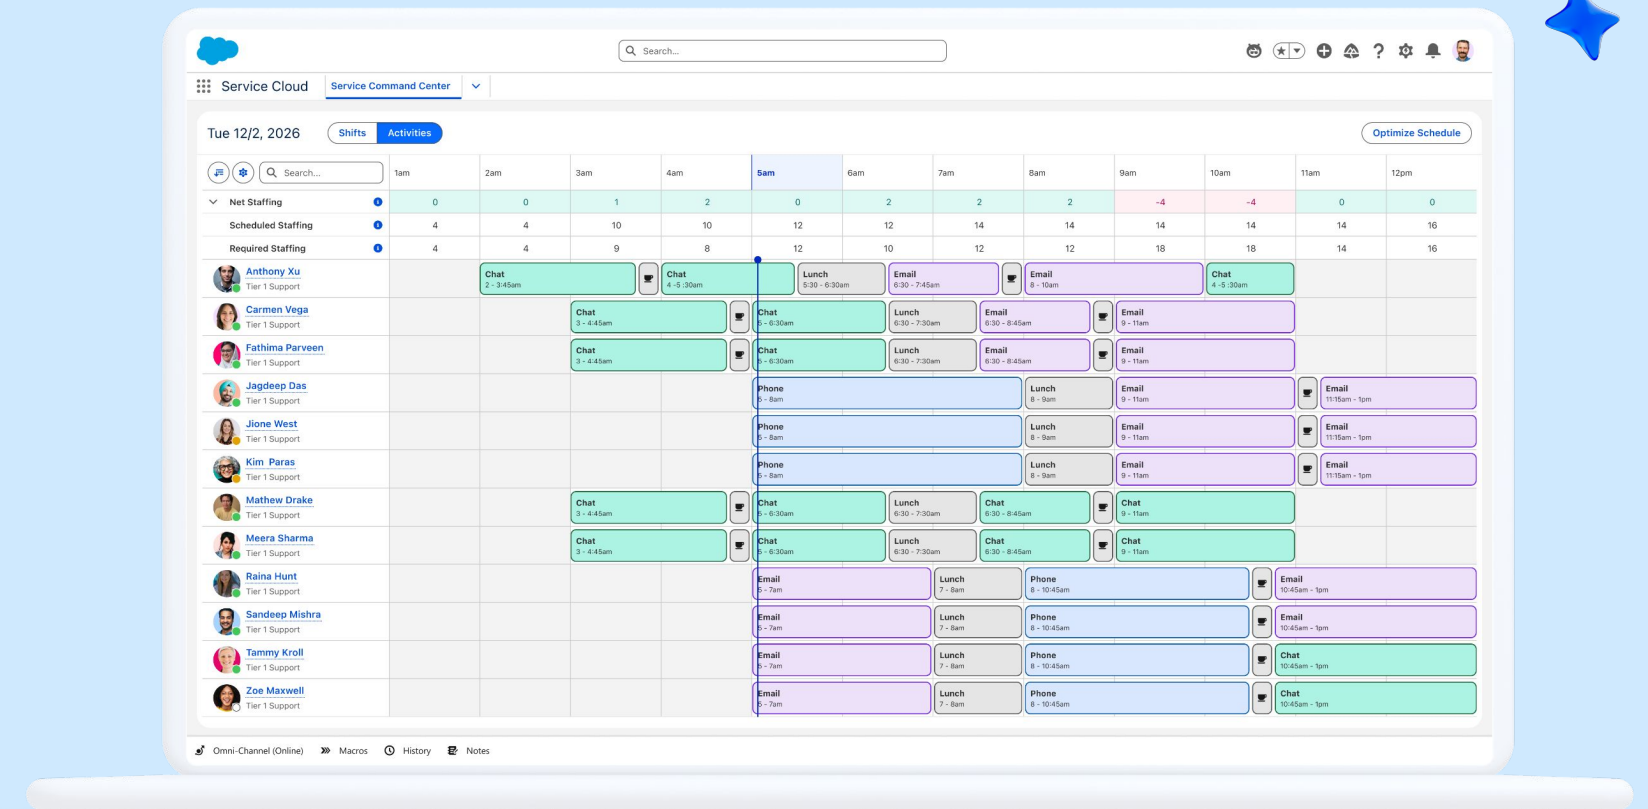 Search...
Service Cloud
Service Command Center
Tue 12/2, 2026
Shifts
Activities
Optimize Schedule
Search...
1am 2am 3am 4am 5am 6am 7am 8am 9am 10am 11am 12pm
Net Staffing 0 0 1 2 0 2 2 2 -4 -4 0 0
Scheduled Staffing 4 4 10 10 12 12 14 14 14 14 14 16
Required Staffing 4 4 9 8 12 10 12 12 18 18 14 16
Anthony Xu Chat Chat Lunch Email Email Chat
Tier 1 Support 2 - 3:45am 4 -5 :30am 5:30 - 6:30am 6:30 - 7:45am 8 - 10am 4 -5 :30am
Carmen Vega Chat Chat Lunch Email Email
Tier 1 Support 3 - 4:45am 5 - 6:30am 6:30 - 7:30am 6:30 - 8:45am 9 - 11am
Fathima Parveen Chat Chat Lunch Email Email
Tier 1 Support 3 - 4:45am 5 - 6:30am 6:30 - 7:30am 6:30 - 8:45am 9 - 11am
Jagdeep Das Phone Lunch Email Email
Tier 1 Support 5 - 8am 8 - 9am 9 - 11am 11:15am - 1pm
Jione West Phone Lunch Email Email
Tier 1 Support 5 - 8am 8 - 9am 9 - 11am 11:15am - 1pm
Kim Paras Phone Lunch Email Email
Tier 1 Support 5 - 8am 8 - 9am 9 - 11am 11:15am - 1pm
Mathew Drake Chat Chat Lunch Chat Chat
Tier 1 Support 3 - 4:45am 5 - 6:30am 6:30 - 7:30am 6:30 - 8:45am 9 - 11am
Meera Sharma Chat Chat Lunch Chat Chat
Tier 1 Support 3 - 4:45am 5 - 6:30am 6:30 - 7:30am 6:30 - 8:45am 9 - 11am
Raina Hunt Email Lunch Phone Email
Tier 1 Support 5 - 7am 7 - 8am 8 - 10:45am 10:45am - 1pm
Sandeep Mishra Email Lunch Phone Email
Tier 1 Support 5 - 7am 7 - 8am 8 - 10:45am 10:45am - 1pm
Tammy Kroll Email Lunch Phone Chat
Tier 1 Support 5 - 7am 7 - 8am 8 - 10:45am 10:45am - 1pm
Zoe Maxwell Email Lunch Phone Chat
Tier 1 Support 5 - 7am 7 - 8am 8 - 10:45am 10:45am - 1pm
Omni-Channel (Online) Macros History Notes